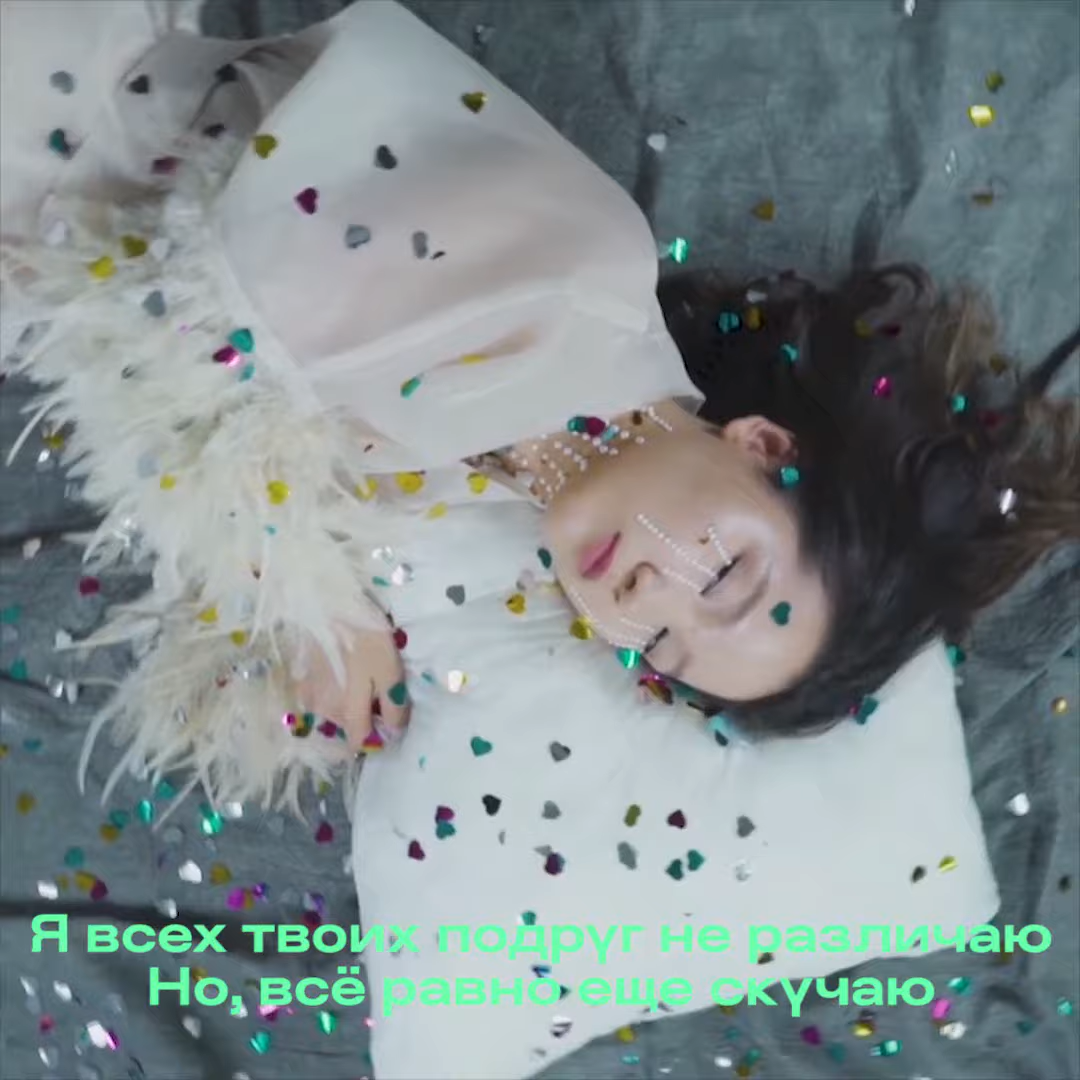 Я всех твоих подруг не различаю
Но, всё равно еще скучаю